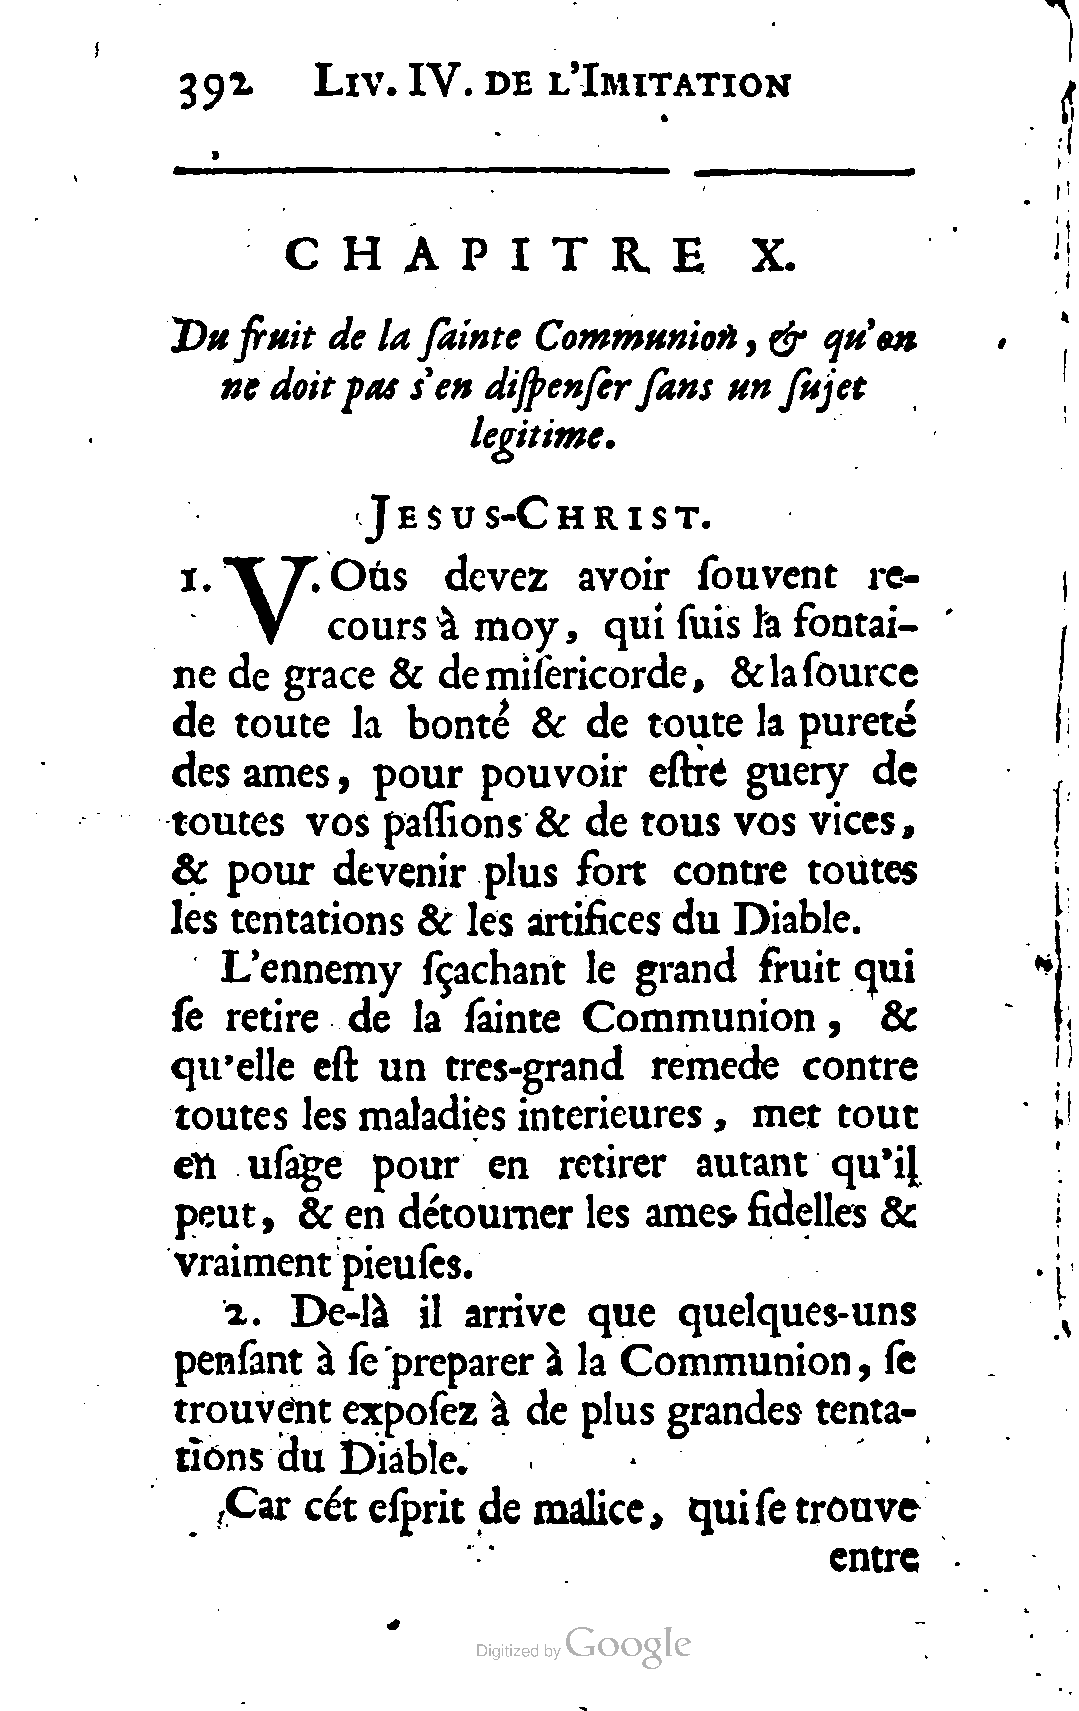 392 LIV. IV. DE L'IMITATION
CHAPITRE X.
Du fruit de la ſainte Communion, & qu'on
ne doit pas s'en diſpenſer ſans un ſujet
legitime.
JESUS-CHRIST.
1. VOus devez avoir ſouvent re-
cours à moy, qui ſuis la fontai-
ne de grace & de miſericorde, & la ſource
de toute la bonté & de toute la pureté
des ames, pour pouvoir eſtre guery de
toutes vos paſſions & de tous vos vices,
& pour devenir plus fort contre toutes
les tentations & les artifices du Diable.
L'ennemy ſçachant le grand fruit qui
ſe retire de la ſainte Communion, &
qu'elle eſt un tres-grand remede contre
toutes les maladies interieures, met tout
en uſage pour en retirer autant qu'il
peut, & en détourner les ames fidelles &
vraiment pieuſes.
2. De-là il arrive que quelques-uns
penſant à ſe preparer à la Communion, ſe
trouvent expoſez à de plus grandes tenta-
tions du Diable.
Car cét eſprit de malice, qui ſe trouve
entre
Digitized by Google